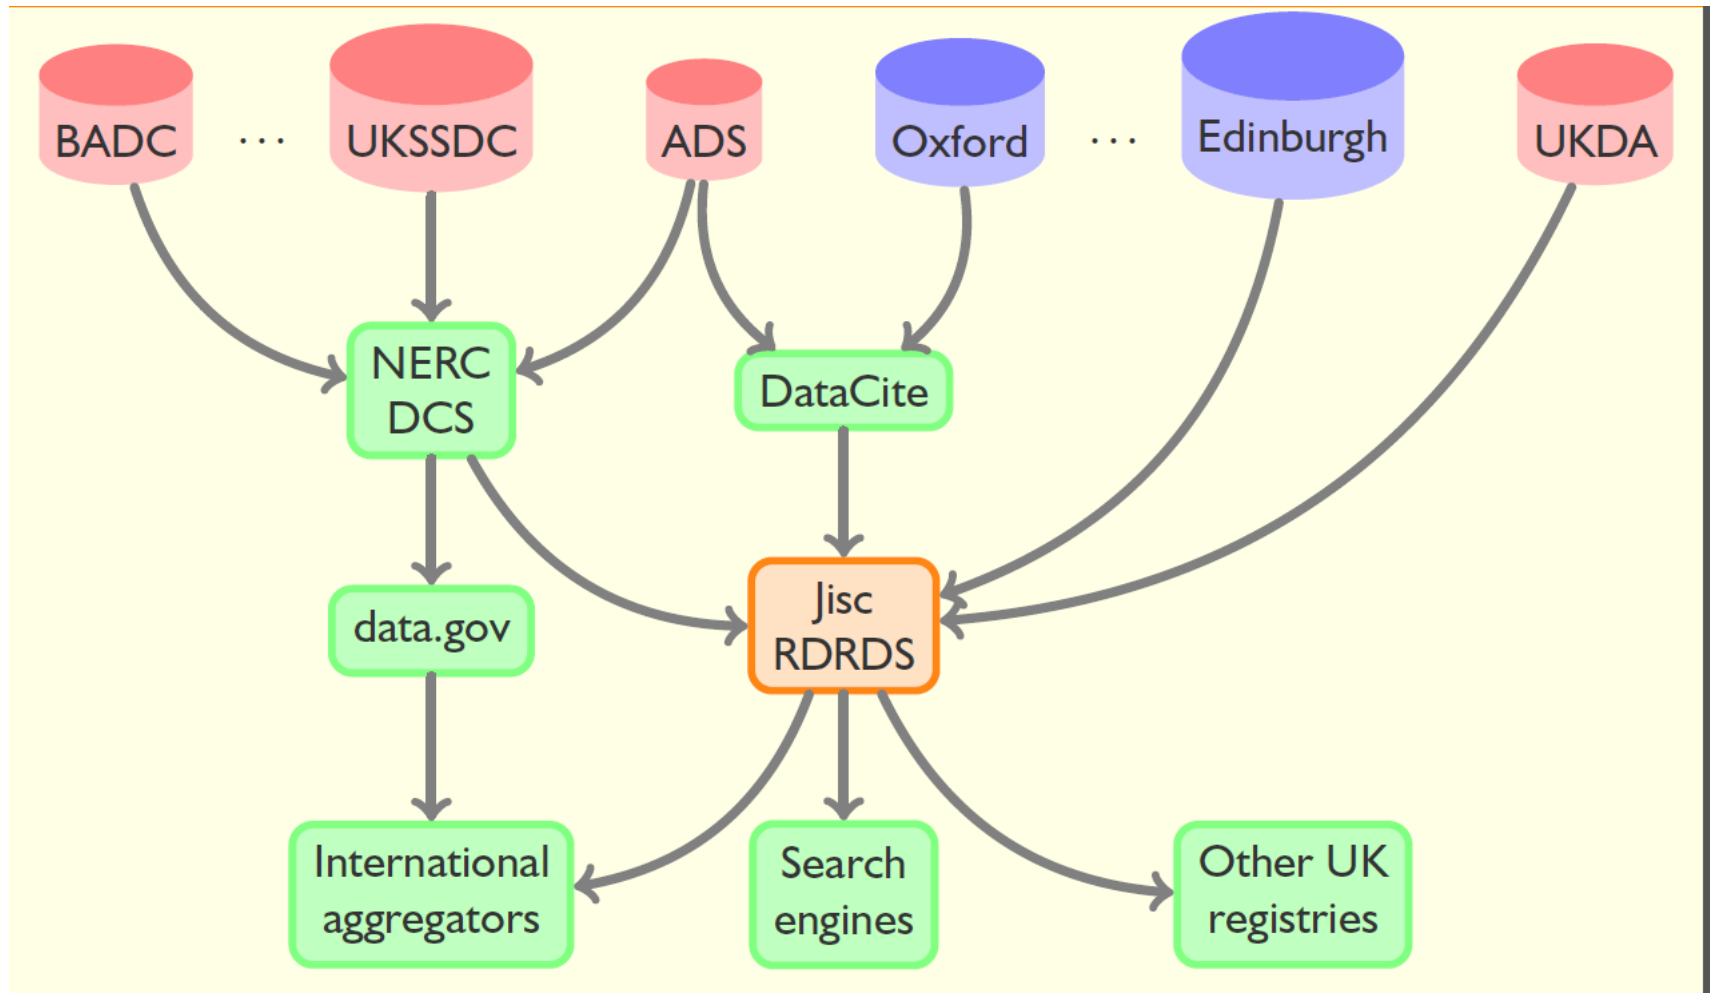 BADC
...
UKSSDC
ADS
Oxford
...
Edinburgh
UKDA
NERC
DCS
DataCite
data.gov
Jisc
RDRDS
International
aggregators
Search
engines
Other UK
registries